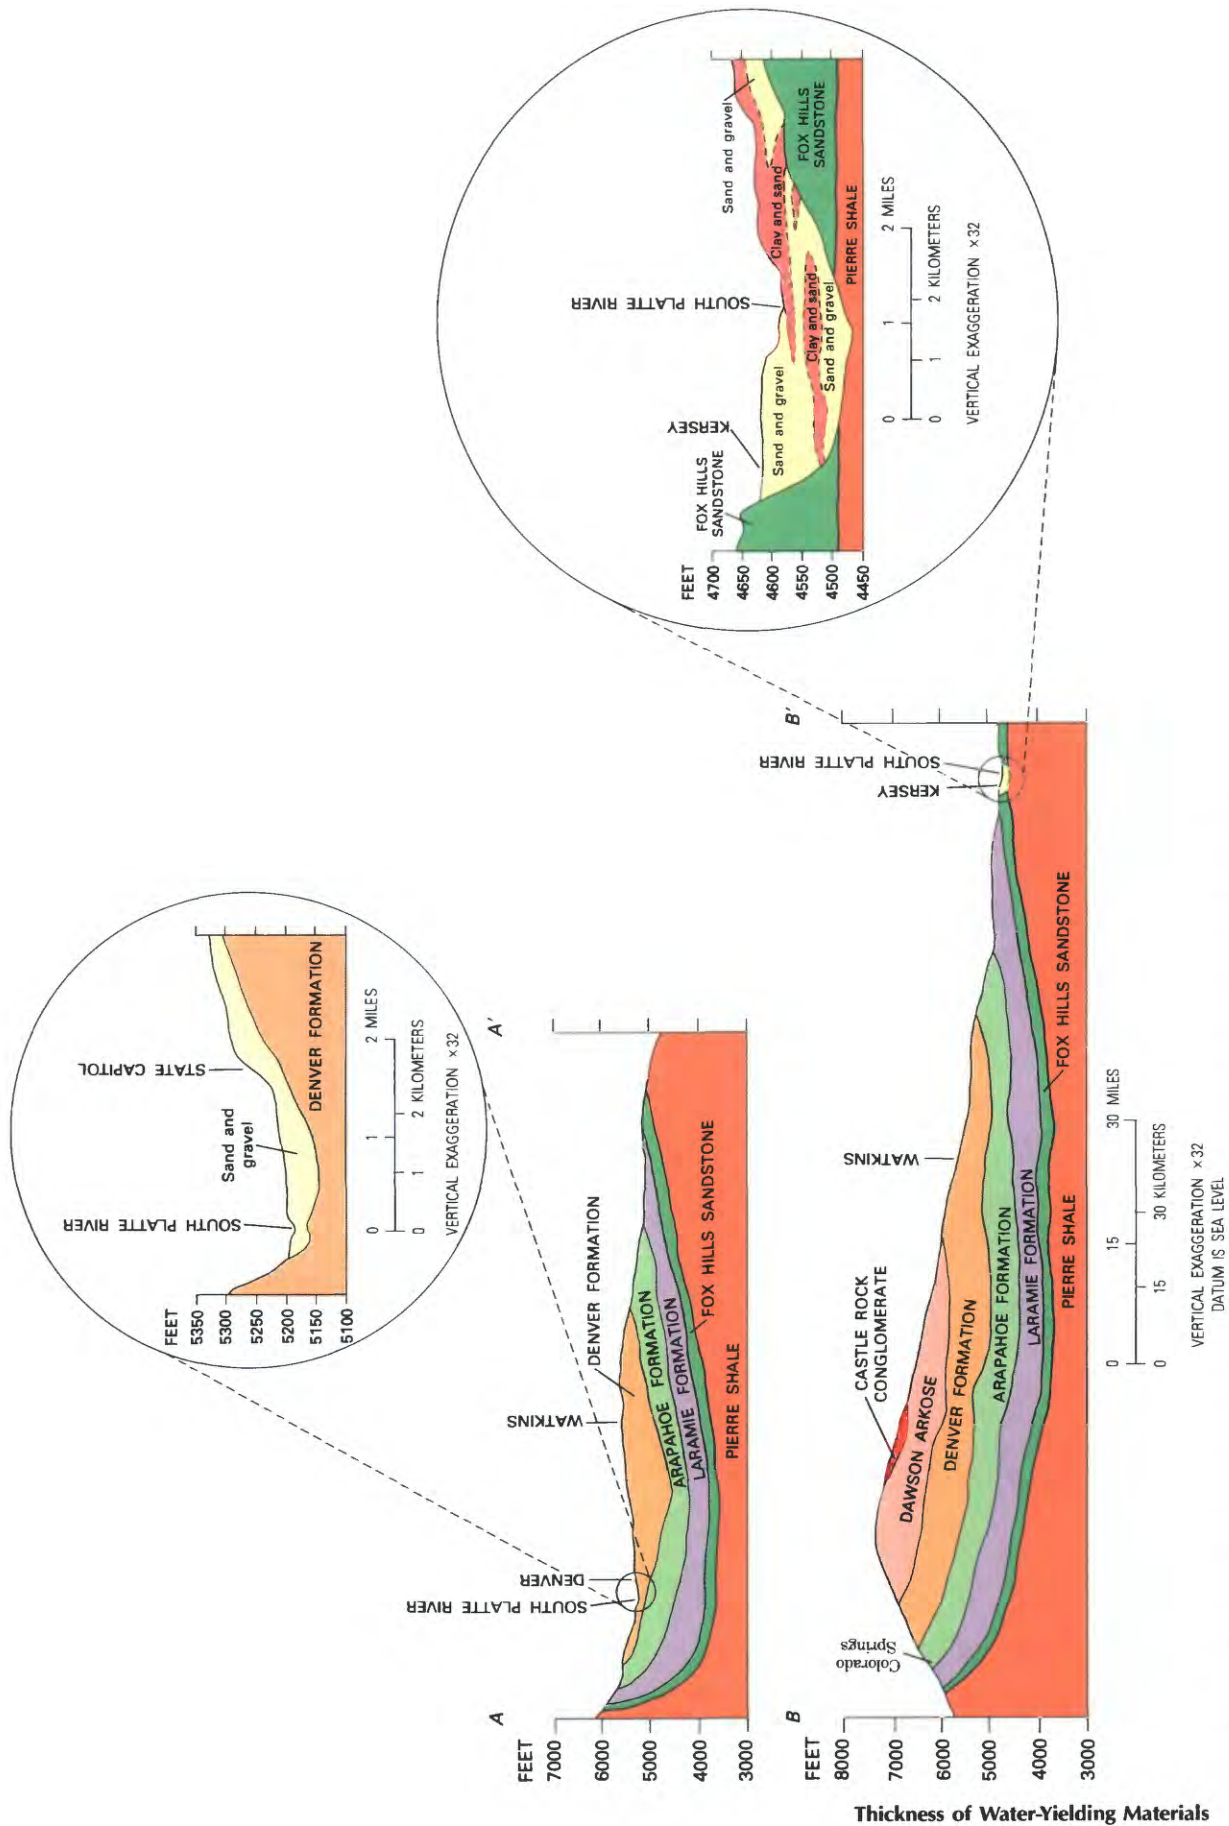 FEET
5350
5300
5250
5200
5150
5100
SOUTH PLATTE RIVER
Sand and
gravel
STATE CAPITOL
DENVER FORMATION
0
1
2 MILES
0
1
2 KILOMETERS
VERTICAL EXAGGERATION ×32
FEET
4700
4650
4600
4550
4500
4450
FOX HILLS
SANDSTONE
KERSEY
Sand and gravel
SOUTH PLATTE RIVER
Clay and sand
Sand and gravel
Clay and sand
Sand and gravel
FOX HILLS
SANDSTONE
PIERRE SHALE
0
1
2 MILES
0
1
2 KILOMETERS
VERTICAL EXAGGERATION ×32
A
A'
FEET
7000
6000
5000
4000
3000
SOUTH PLATTE RIVER
DENVER
WATKINS
DENVER FORMATION
ARAPAHOE FORMATION
LARAMIE FORMATION
FOX HILLS SANDSTONE
PIERRE SHALE
B
B'
FEET
8000
7000
6000
5000
4000
3000
Colorado
Springs
CASTLE ROCK
CONGLOMERATE
DAWSON ARKOSE
DENVER FORMATION
ARAPAHOE FORMATION
LARAMIE FORMATION
PIERRE SHALE
WATKINS
FOX HILLS SANDSTONE
KERSEY
SOUTH PLATTE RIVER
0
15
30 MILES
0
15
30 KILOMETERS
VERTICAL EXAGGERATION ×32
DATUM IS SEA LEVEL
Thickness of Water-Yielding Materials